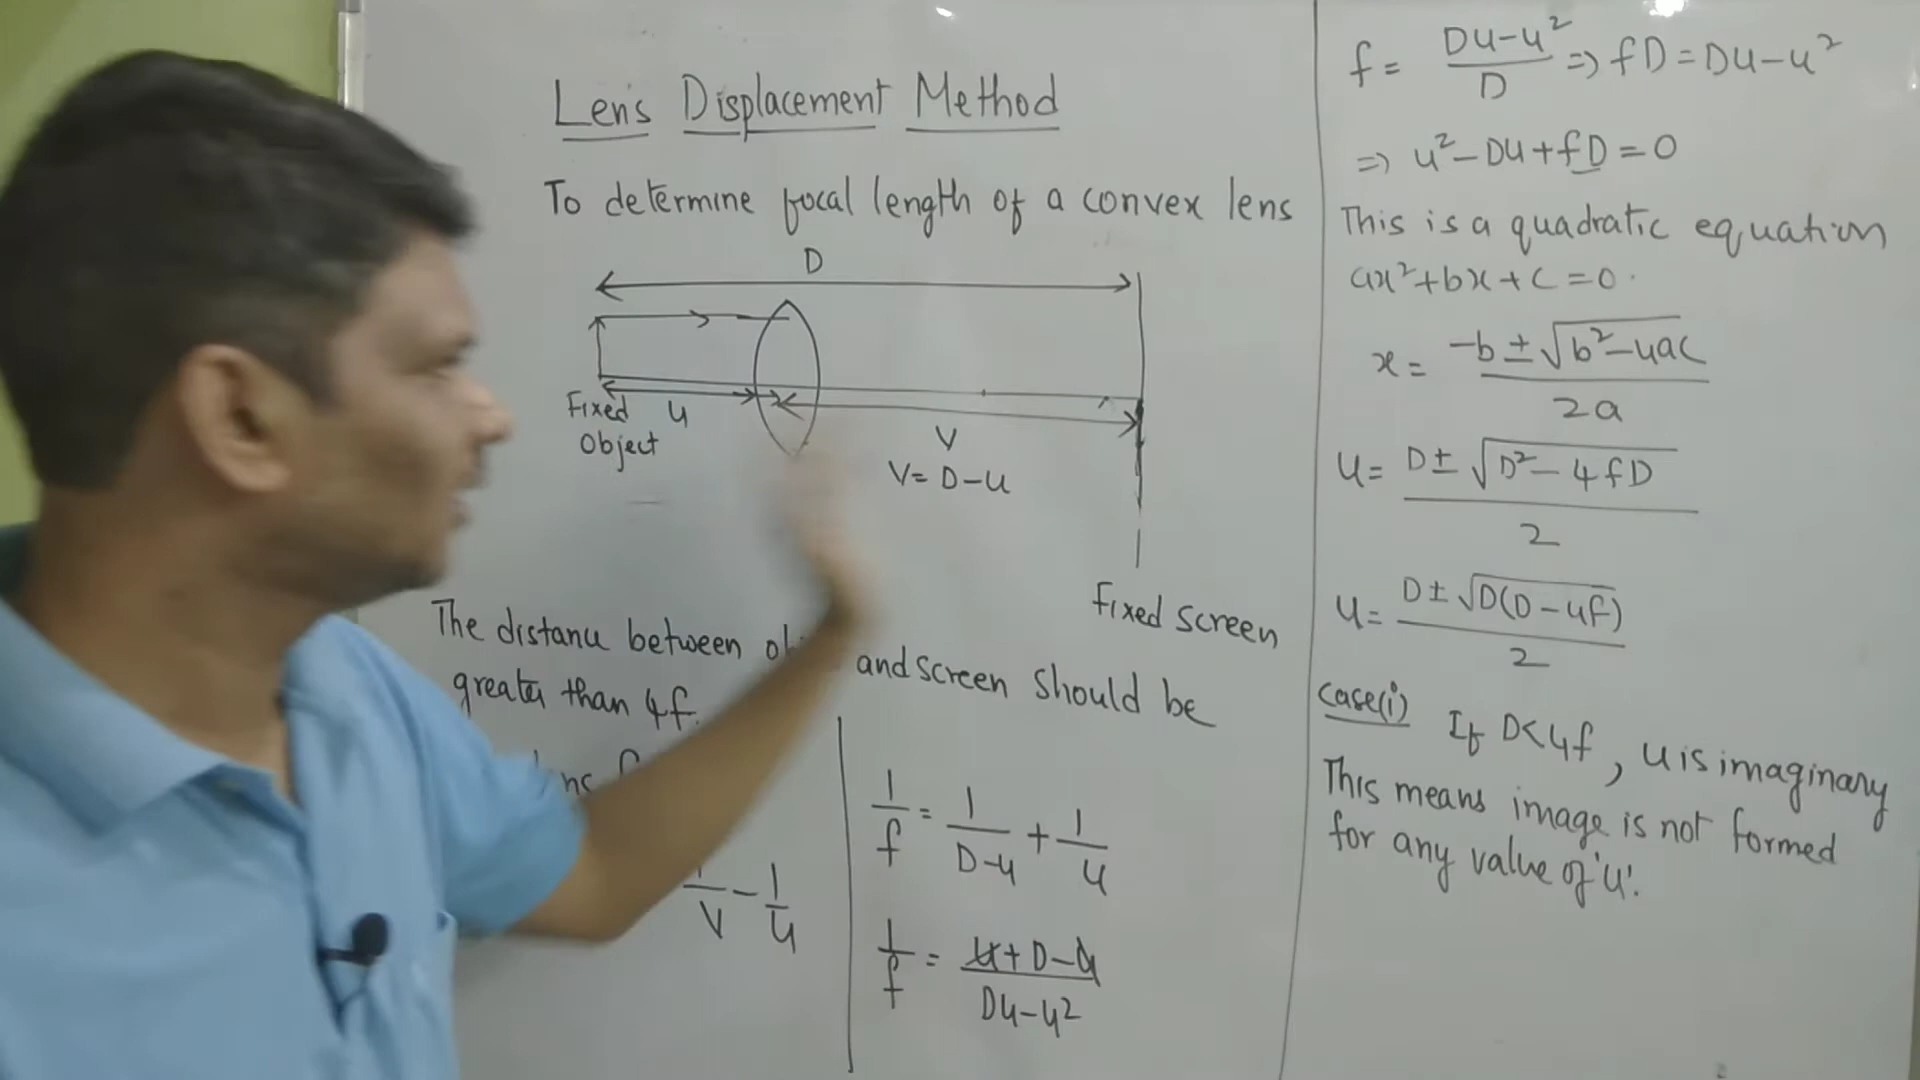 Lens Displacement Method
To determine focal length of a convex lens
D
Fixed
Object
u
V
V = D-u
Fixed Screen
The distance between and screen should be
greater than 4f.
1/V - 1/u
1/f = 1/(D-u) + 1/u
1/f = (u+D-u)/(Du-u²)
f = (Du-u²)/D => fD = Du-u²
=> u²-Du+fD = 0
This is a quadratic equation
ax²+bx+c = 0.
x = (-b ± √(b²-4ac))/2a
u = (D ± √(D²-4fD))/2
u = (D ± √(D(D-4f)))/2
Case(i) If D<4f, u is imaginary
This means image is not formed
for any value of 'u'.